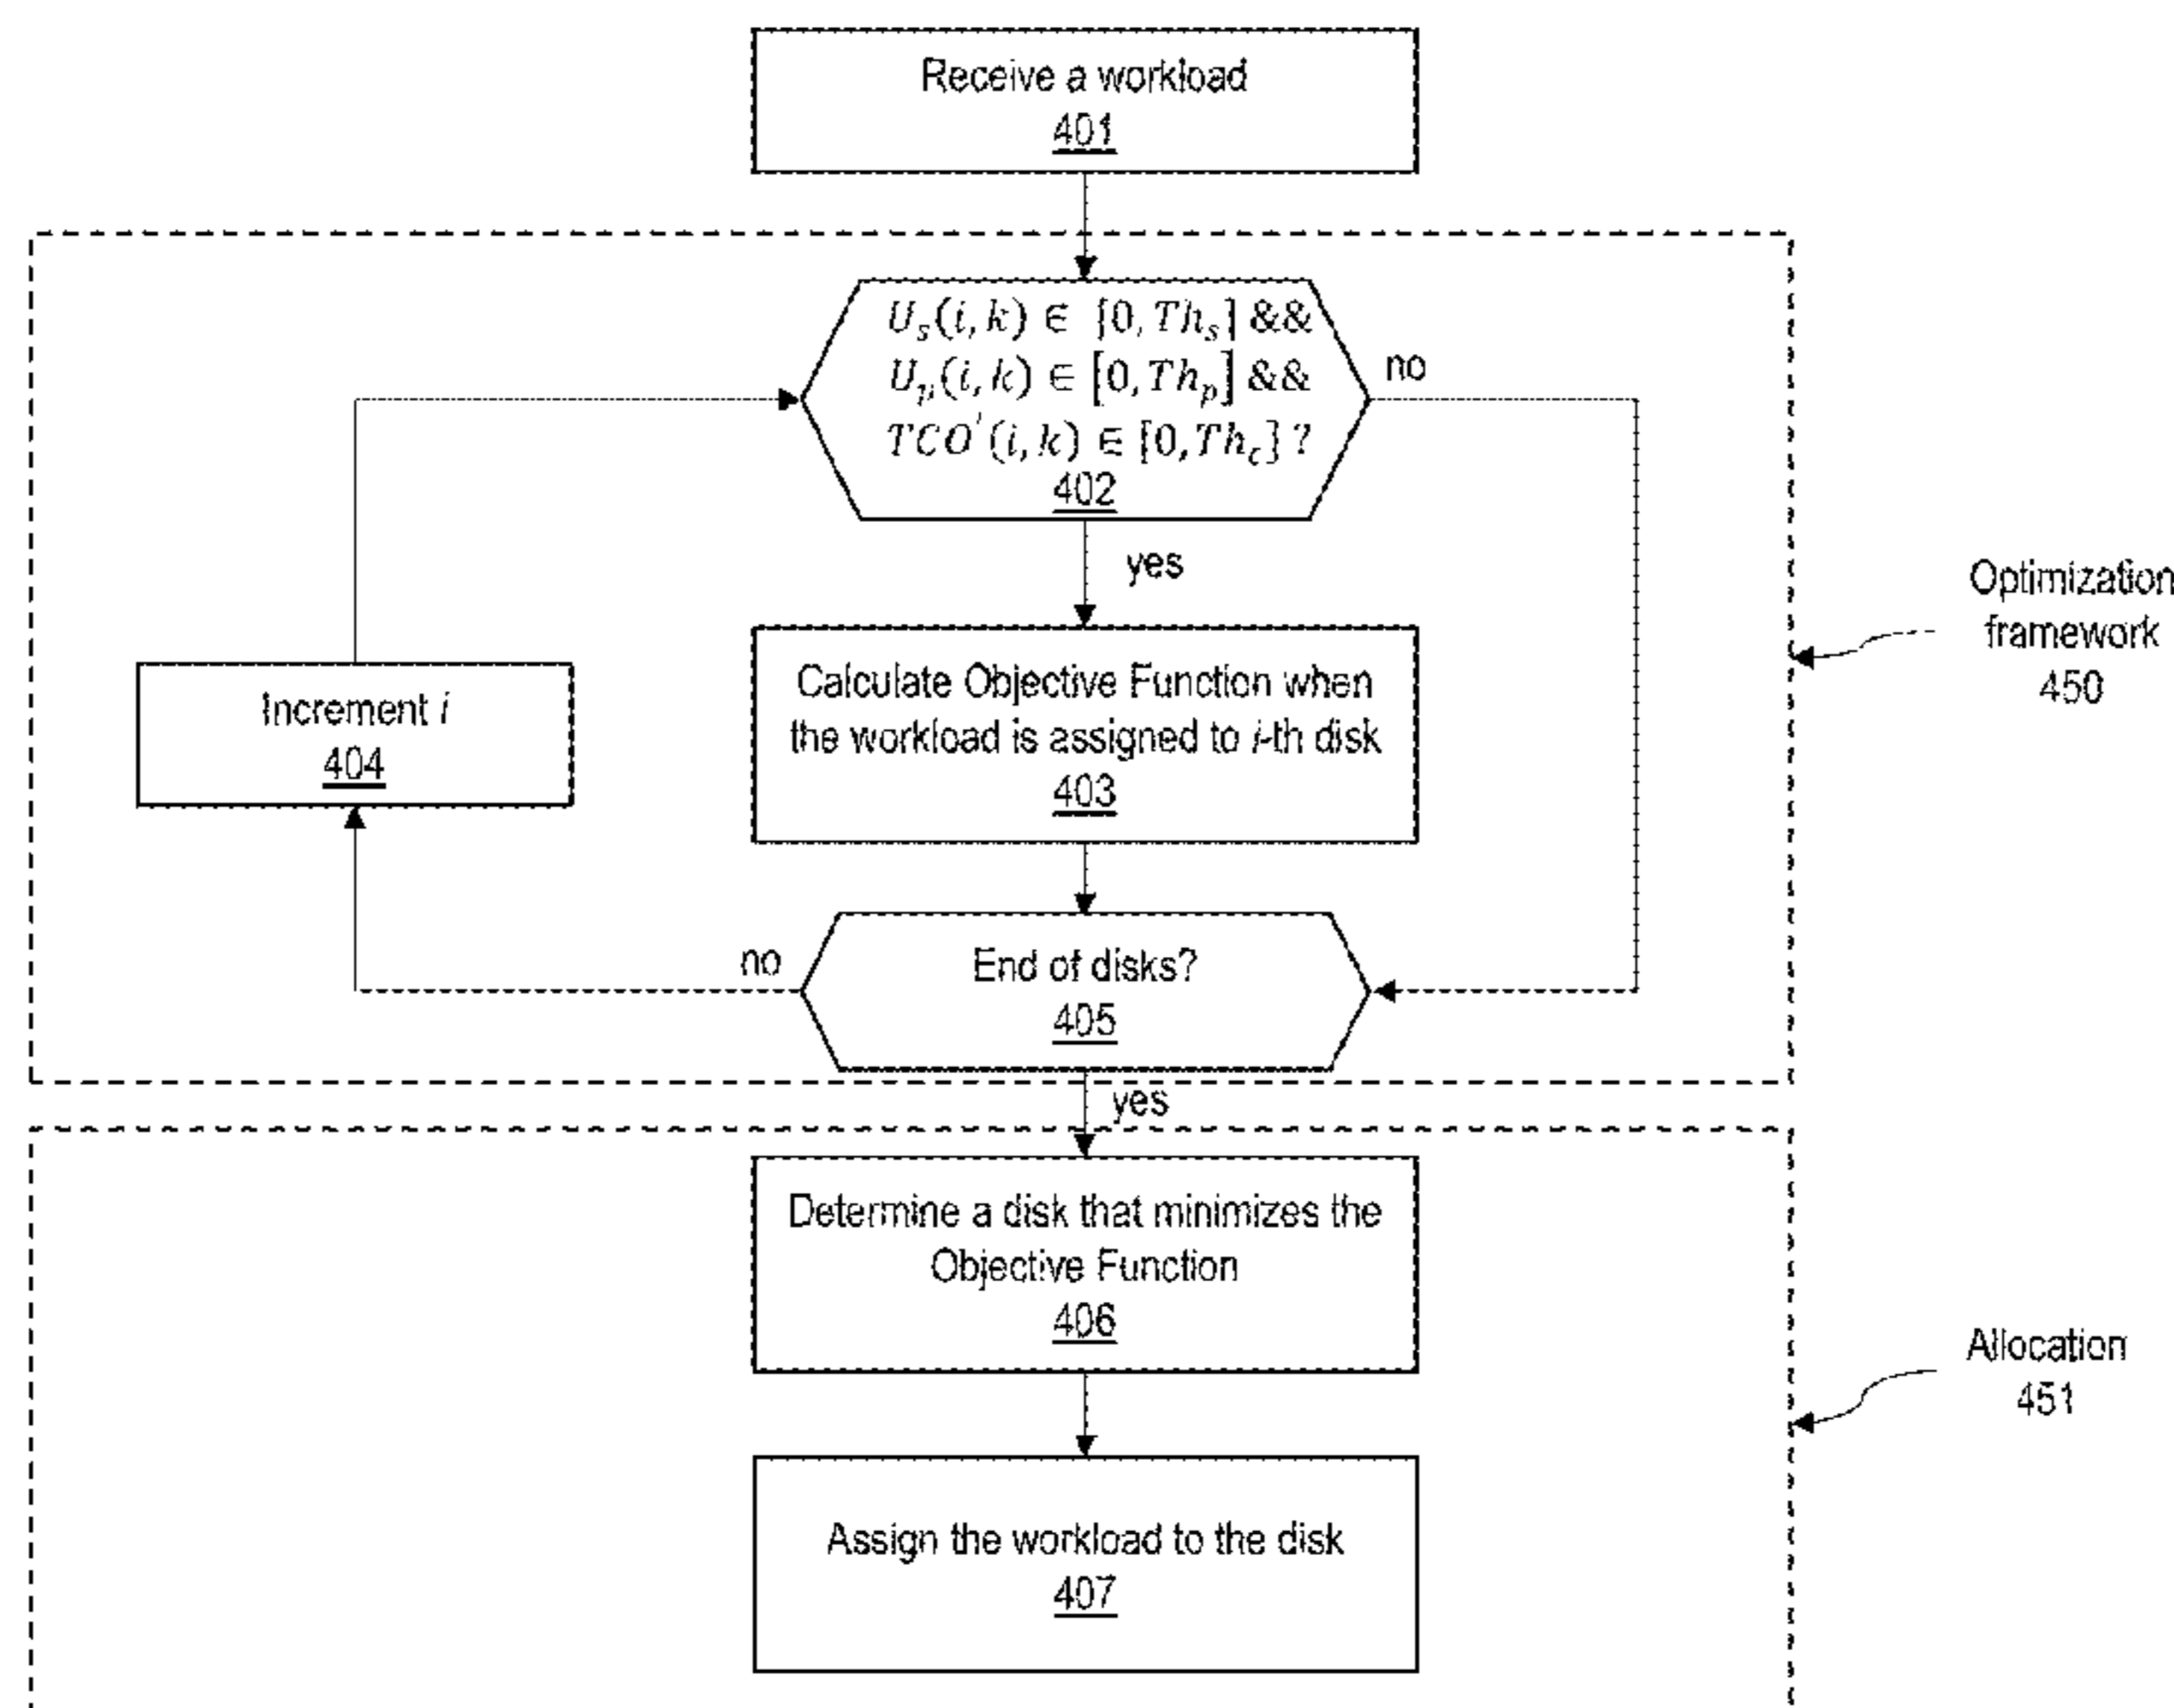 Receive a workload
401
U_s(i, k) ∈ [0, Th_s] &&
U_p(i, k) ∈ [0, Th_p] &&
TCO'(i, k) ∈ [0, Th_c] ?
402
no
yes
Optimization
framework
450
Calculate Objective Function when
the workload is assigned to i-th disk
403
Increment i
404
no
End of disks?
405
yes
Determine a disk that minimizes the
Objective Function
406
Allocation
451
Assign the workload to the disk
407